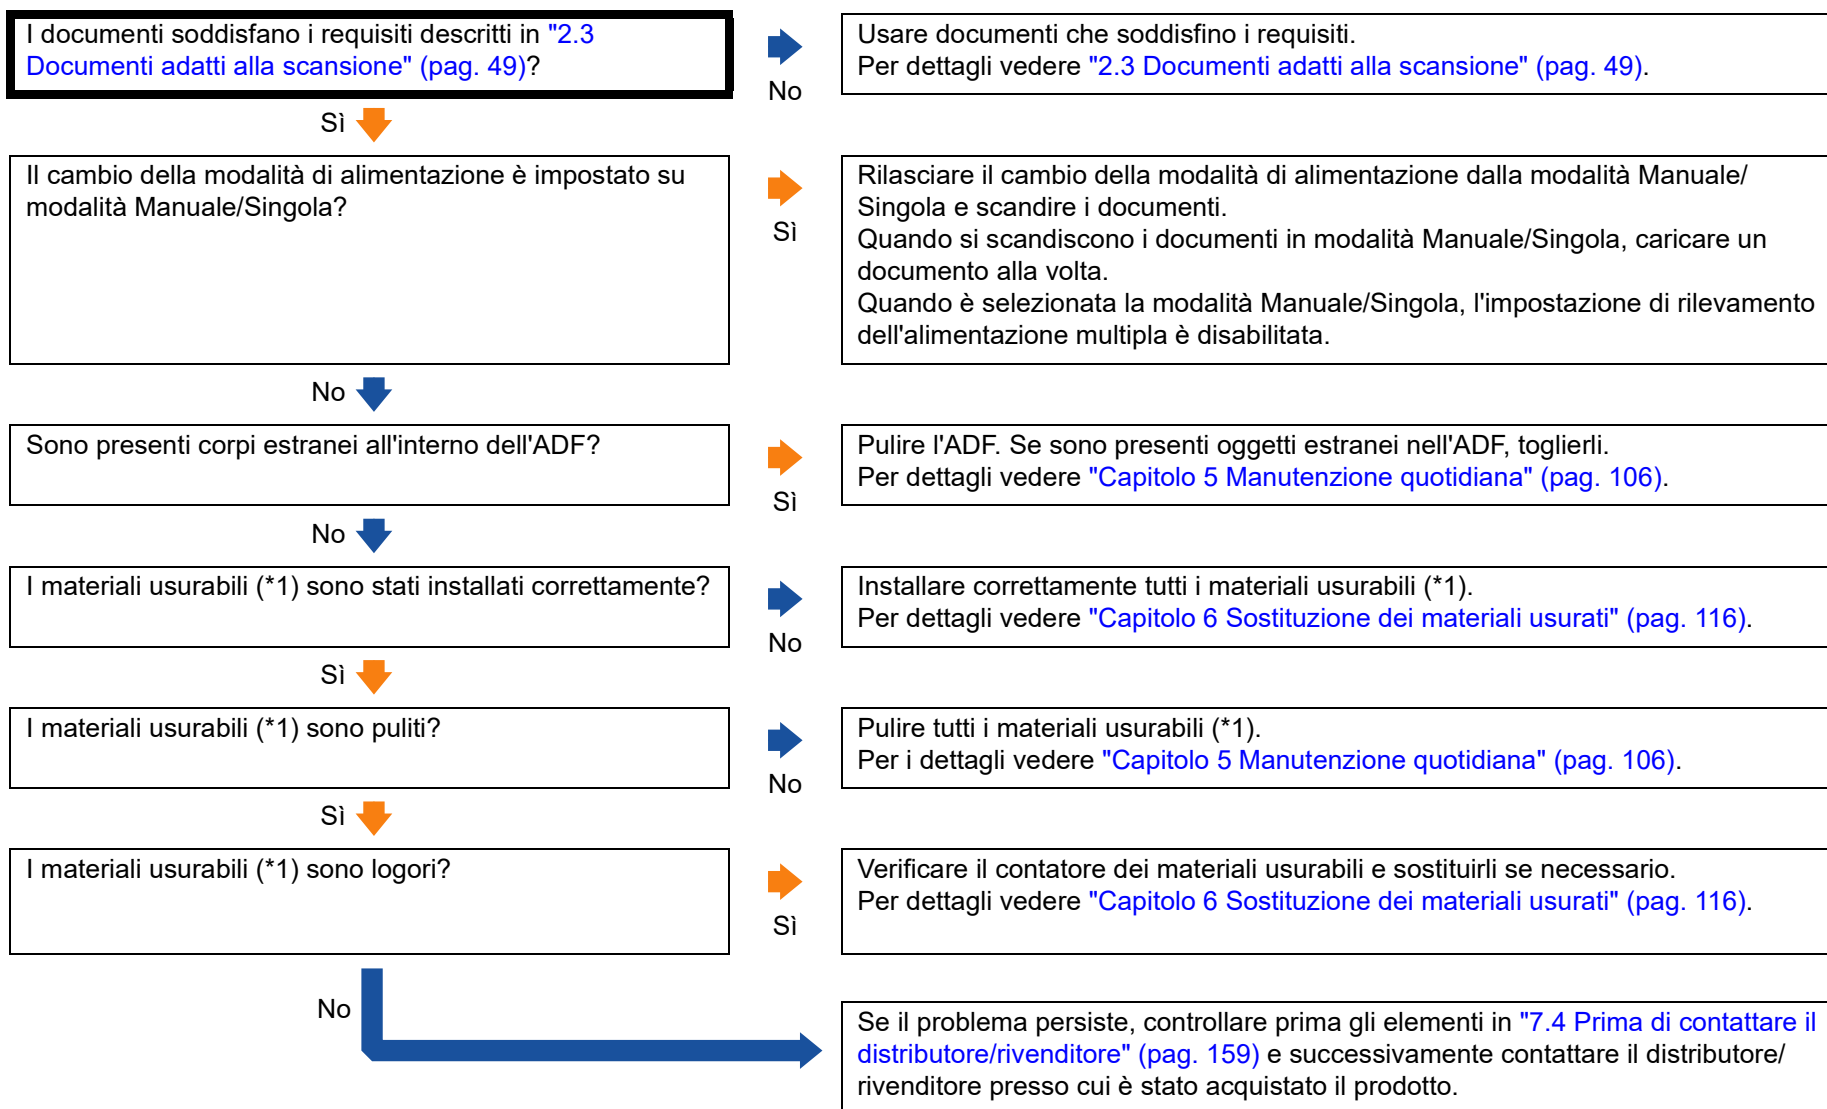 I documenti soddisfano i requisiti descritti in "2.3
Documenti adatti alla scansione" (pag. 49)?
No
Usare documenti che soddisfino i requisiti.
Per dettagli vedere "2.3 Documenti adatti alla scansione" (pag. 49).
Sì
Il cambio della modalità di alimentazione è impostato su
modalità Manuale/Singola?
Sì
Rilasciare il cambio della modalità di alimentazione dalla modalità Manuale/
Singola e scandire i documenti.
Quando si scandiscono i documenti in modalità Manuale/Singola, caricare un
documento alla volta.
Quando è selezionata la modalità Manuale/Singola, l'impostazione di rilevamento
dell'alimentazione multipla è disabilitata.
No
Sono presenti corpi estranei all'interno dell'ADF?
Sì
Pulire l'ADF. Se sono presenti oggetti estranei nell'ADF, toglierli.
Per dettagli vedere "Capitolo 5 Manutenzione quotidiana" (pag. 106).
No
I materiali usurabili (*1) sono stati installati correttamente?
No
Installare correttamente tutti i materiali usurabili (*1).
Per dettagli vedere "Capitolo 6 Sostituzione dei materiali usurati" (pag. 116).
Sì
I materiali usurabili (*1) sono puliti?
No
Pulire tutti i materiali usurabili (*1).
Per i dettagli vedere "Capitolo 5 Manutenzione quotidiana" (pag. 106).
Sì
I materiali usurabili (*1) sono logori?
Sì
Verificare il contatore dei materiali usurabili e sostituirli se necessario.
Per dettagli vedere "Capitolo 6 Sostituzione dei materiali usurati" (pag. 116).
No
Se il problema persiste, controllare prima gli elementi in "7.4 Prima di contattare il
distributore/rivenditore" (pag. 159) e successivamente contattare il distributore/
rivenditore presso cui è stato acquistato il prodotto.